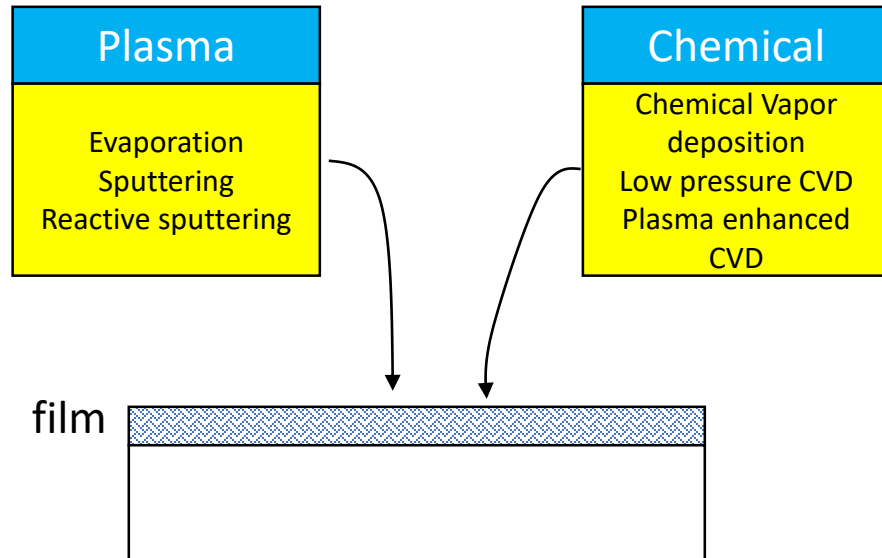 Plasma
Evaporation
Sputtering
Reactive sputtering
Chemical
Chemical Vapor
deposition
Low pressure CVD
Plasma enhanced
CVD
film